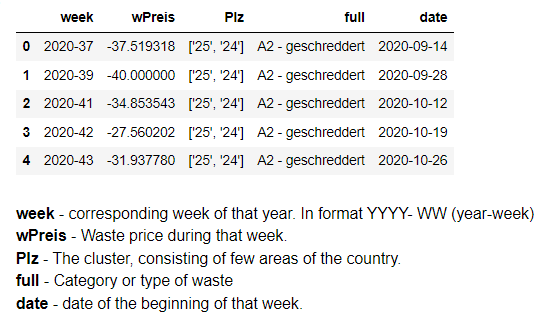 week wPreis Plz full date
0 2020-37 -37.519318 ['25', '24'] A2 - geschreddert 2020-09-14
1 2020-39 -40.000000 ['25', '24'] A2 - geschreddert 2020-09-28
2 2020-41 -34.853543 ['25', '24'] A2 - geschreddert 2020-10-12
3 2020-42 -27.560202 ['25', '24'] A2 - geschreddert 2020-10-19
4 2020-43 -31.937780 ['25', '24'] A2 - geschreddert 2020-10-26
week - corresponding week of that year. In format YYYY- WW (year-week)
wPreis - Waste price during that week.
Plz - The cluster, consisting of few areas of the country.
full - Category or type of waste
date - date of the beginning of that week.